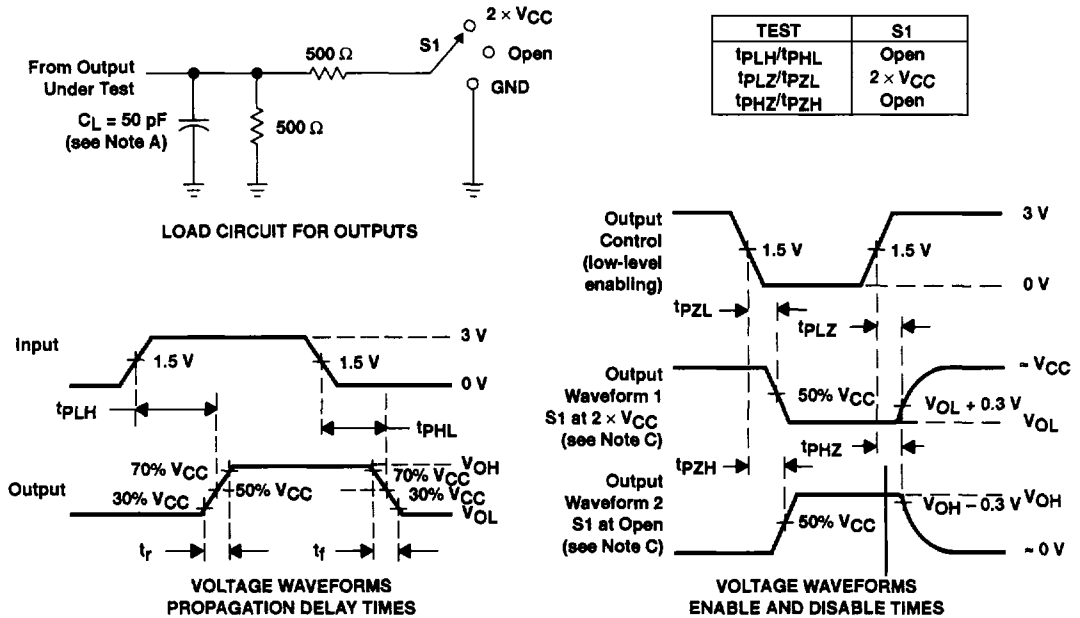 2 × VCC
S1
500 Ω
Open
From Output
Under Test
GND
CL = 50 pF
(see Note A)
500 Ω
LOAD CIRCUIT FOR OUTPUTS
TEST S1
tPLH/tPHL Open
tPLZ/tPZL 2 × VCC
tPHZ/tPZH Open
Input
3 V
1.5 V
1.5 V
0 V
tPLH
tPHL
Output
70% VCC
30% VCC
50% VCC
VOH
70% VCC
30% VCC
VOL
tr
tf
VOLTAGE WAVEFORMS
PROPAGATION DELAY TIMES
Output
Control
(low-level
enabling)
3 V
1.5 V
1.5 V
0 V
tPZL
tPLZ
Output
Waveform 1
S1 at 2 × VCC
(see Note C)
≈ VCC
50% VCC
VOL + 0.3 V
VOL
tPZH
tPHZ
Output
Waveform 2
S1 at Open
(see Note C)
VOH
VOH – 0.3 V
50% VCC
≈ 0 V
VOLTAGE WAVEFORMS
ENABLE AND DISABLE TIMES